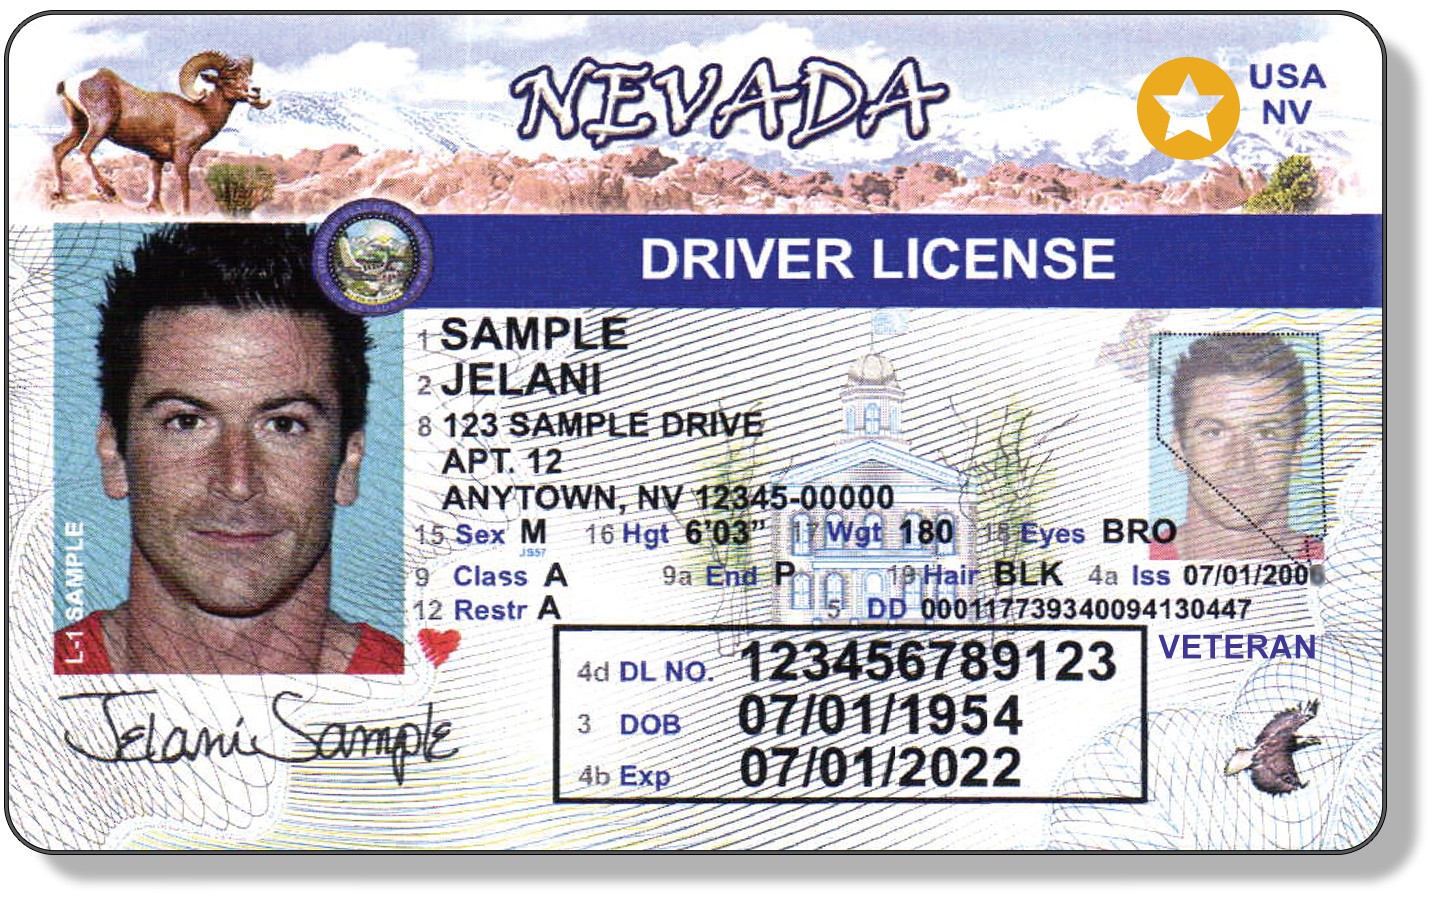 NEVADA
USA
NV
DRIVER LICENSE
1 SAMPLE
2 JELANI
8 123 SAMPLE DRIVE
APT. 12
ANYTOWN, NV 12345-00000
15 Sex M 16 Hgt 6'03” 17 Wgt 180 18 Eyes BRO
JS57
9 Class A 9a End P 19 Hair BLK 4a Iss 07/01/2006
12 Restr A 5 DD 000117739340094130447
L-1 SAMPLE
VETERAN
4d DL NO. 123456789123
3 DOB 07/01/1954
4b Exp 07/01/2022
Jelani Sample